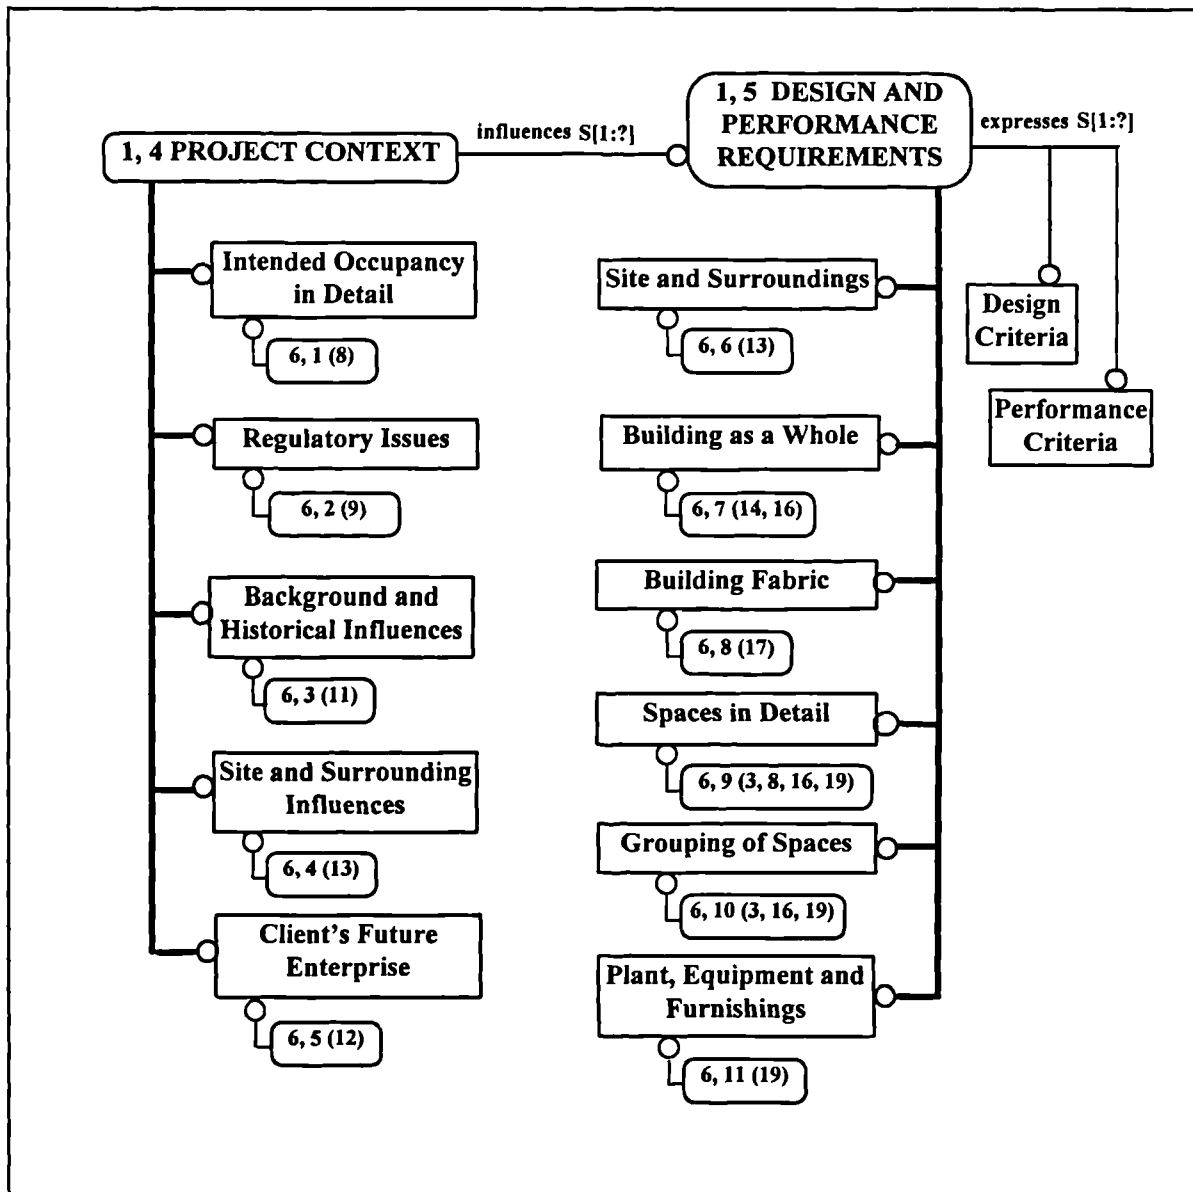 1, 4 PROJECT CONTEXT
influences S[1:?]
1, 5 DESIGN AND
PERFORMANCE
REQUIREMENTS
expresses S[1:?]
Intended Occupancy
in Detail
6, 1 (8)
Regulatory Issues
6, 2 (9)
Background and
Historical Influences
6, 3 (11)
Site and Surrounding
Influences
6, 4 (13)
Client's Future
Enterprise
6, 5 (12)
Site and Surroundings
6, 6 (13)
Building as a Whole
6, 7 (14, 16)
Building Fabric
6, 8 (17)
Spaces in Detail
6, 9 (3, 8, 16, 19)
Grouping of Spaces
6, 10 (3, 16, 19)
Plant, Equipment and
Furnishings
6, 11 (19)
Design
Criteria
Performance
Criteria